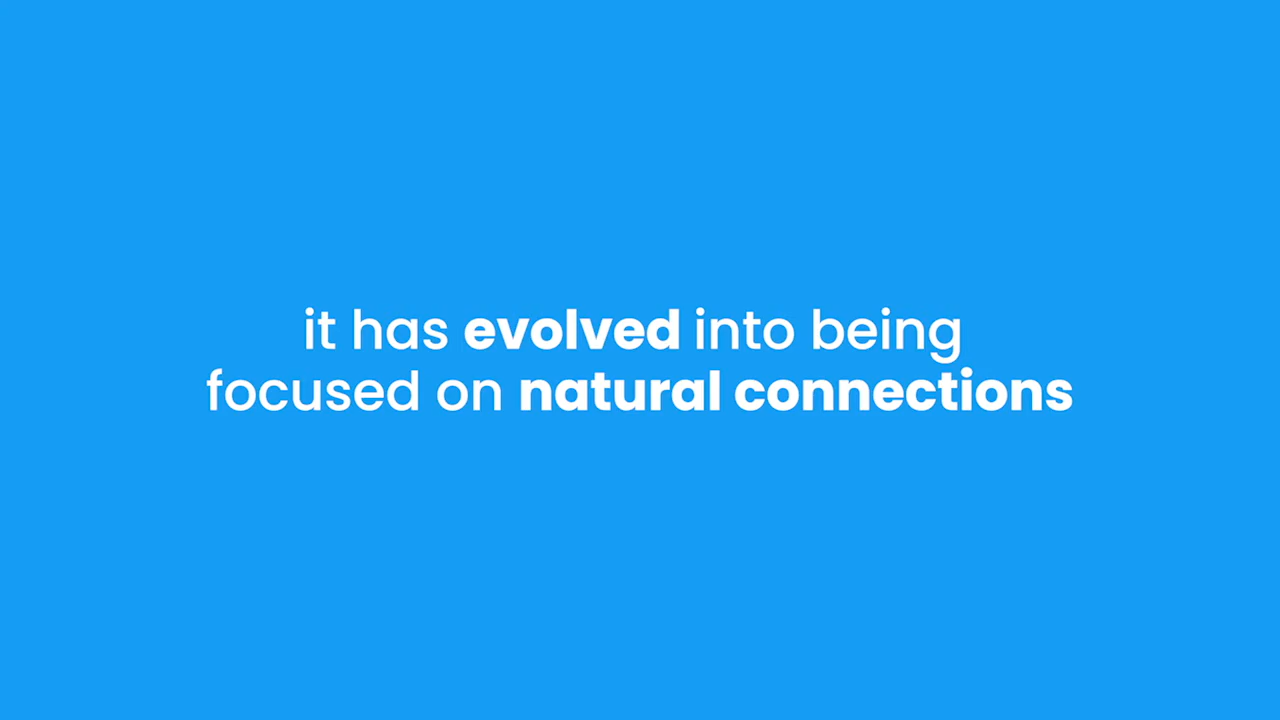 it has evolved into being
focused on natural connections